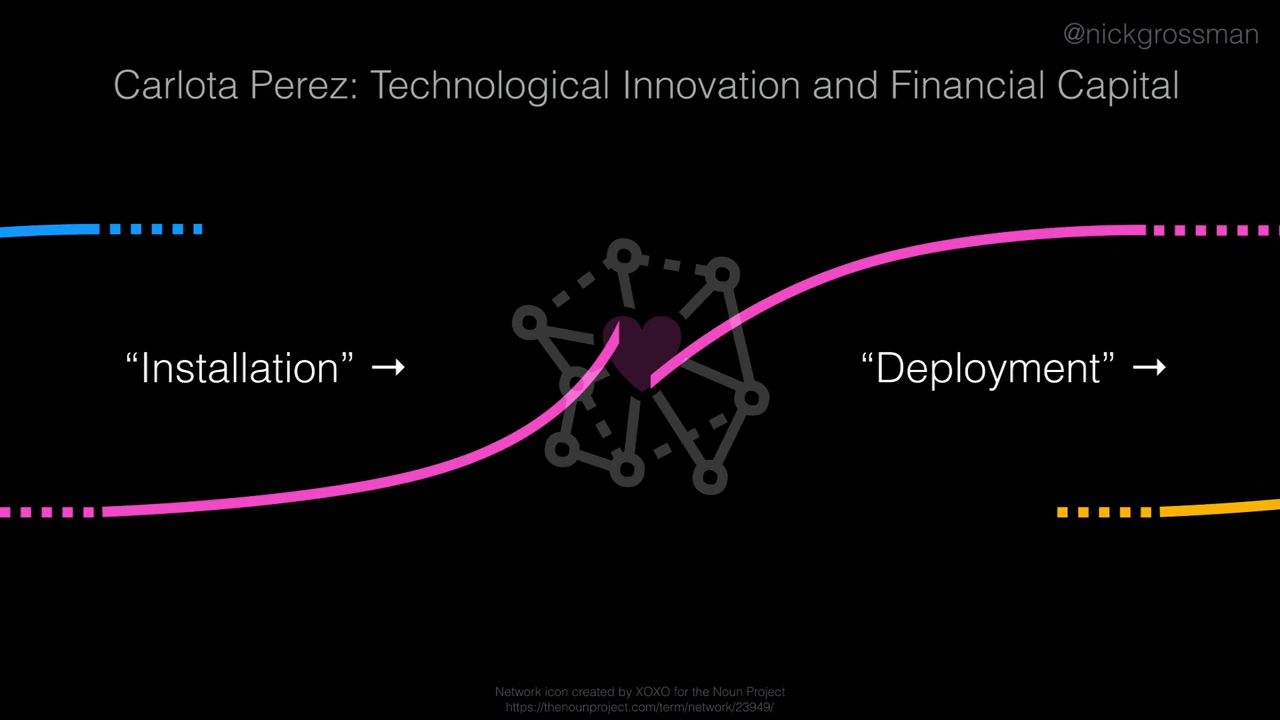 @nickgrossman
Carlota Perez: Technological Innovation and Financial Capital
“Installation” →
“Deployment” →
Network icon created by XOXO for the Noun Project
https://thenounproject.com/term/network/23949/